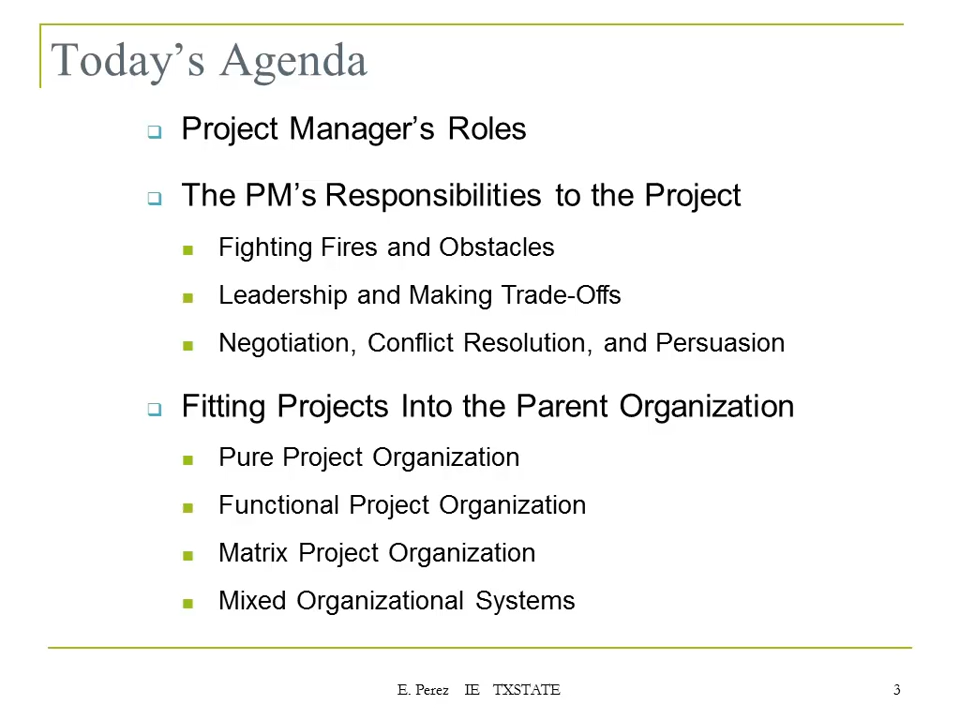 Today’s Agenda
Project Manager’s Roles
The PM’s Responsibilities to the Project
Fighting Fires and Obstacles
Leadership and Making Trade-Offs
Negotiation, Conflict Resolution, and Persuasion
Fitting Projects Into the Parent Organization
Pure Project Organization
Functional Project Organization
Matrix Project Organization
Mixed Organizational Systems
E. Perez IE TXSTATE 3